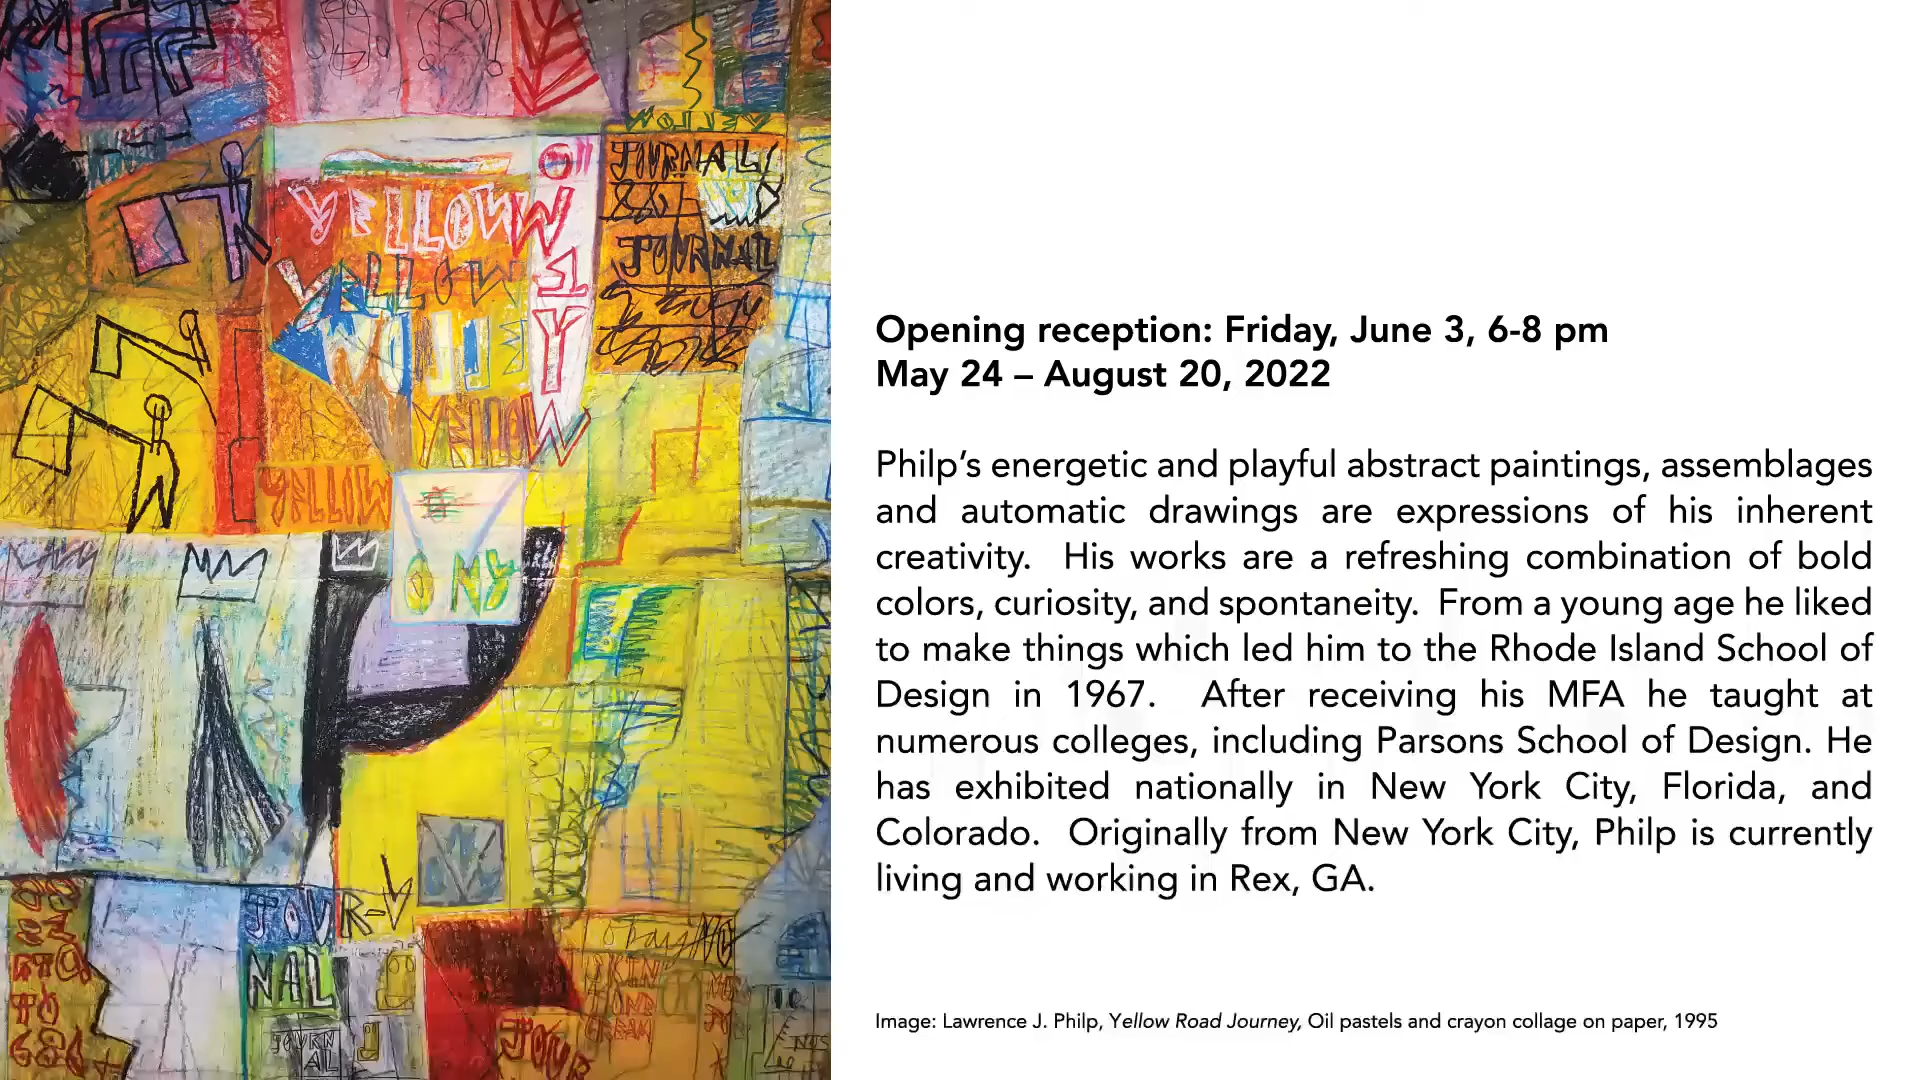 YELLOW
JOURNAL
YELLOW
JOURNAL
YELLOW
YELLOW
YELLOW
ONY
JOUR
NAL
JOURN
AL
JOUR
Opening reception: Friday, June 3, 6-8 pm
May 24 – August 20, 2022
Philp’s energetic and playful abstract paintings, assemblages
and automatic drawings are expressions of his inherent
creativity. His works are a refreshing combination of bold
colors, curiosity, and spontaneity. From a young age he liked
to make things which led him to the Rhode Island School of
Design in 1967. After receiving his MFA he taught at
numerous colleges, including Parsons School of Design. He
has exhibited nationally in New York City, Florida, and
Colorado. Originally from New York City, Philp is currently
living and working in Rex, GA.
Image: Lawrence J. Philp, Yellow Road Journey, Oil pastels and crayon collage on paper, 1995